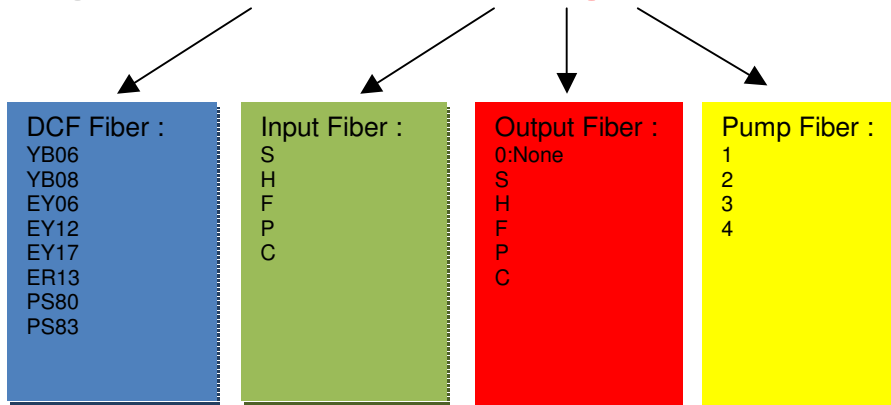 DCF Fiber :
YB06
YB08
EY06
EY12
EY17
ER13
PS80
PS83
Input Fiber :
S
H
F
P
C
Output Fiber :
0:None
S
H
F
P
C
Pump Fiber :
1
2
3
4